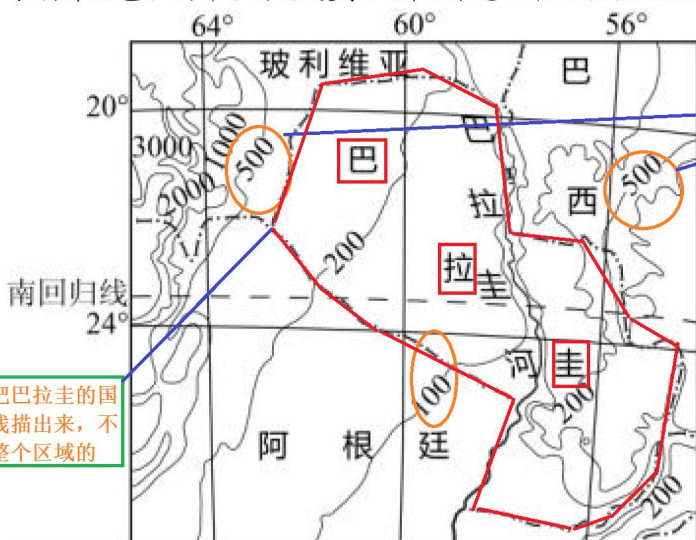 64°
60°
56°
玻利维亚
巴
20°
3000
1000
500
巴
巴
500
2000
拉
西
200
拉
圭
南回归线
24°
河
圭
把巴拉圭的国
线描出来，不
整个区域的
100
200
阿根廷
200